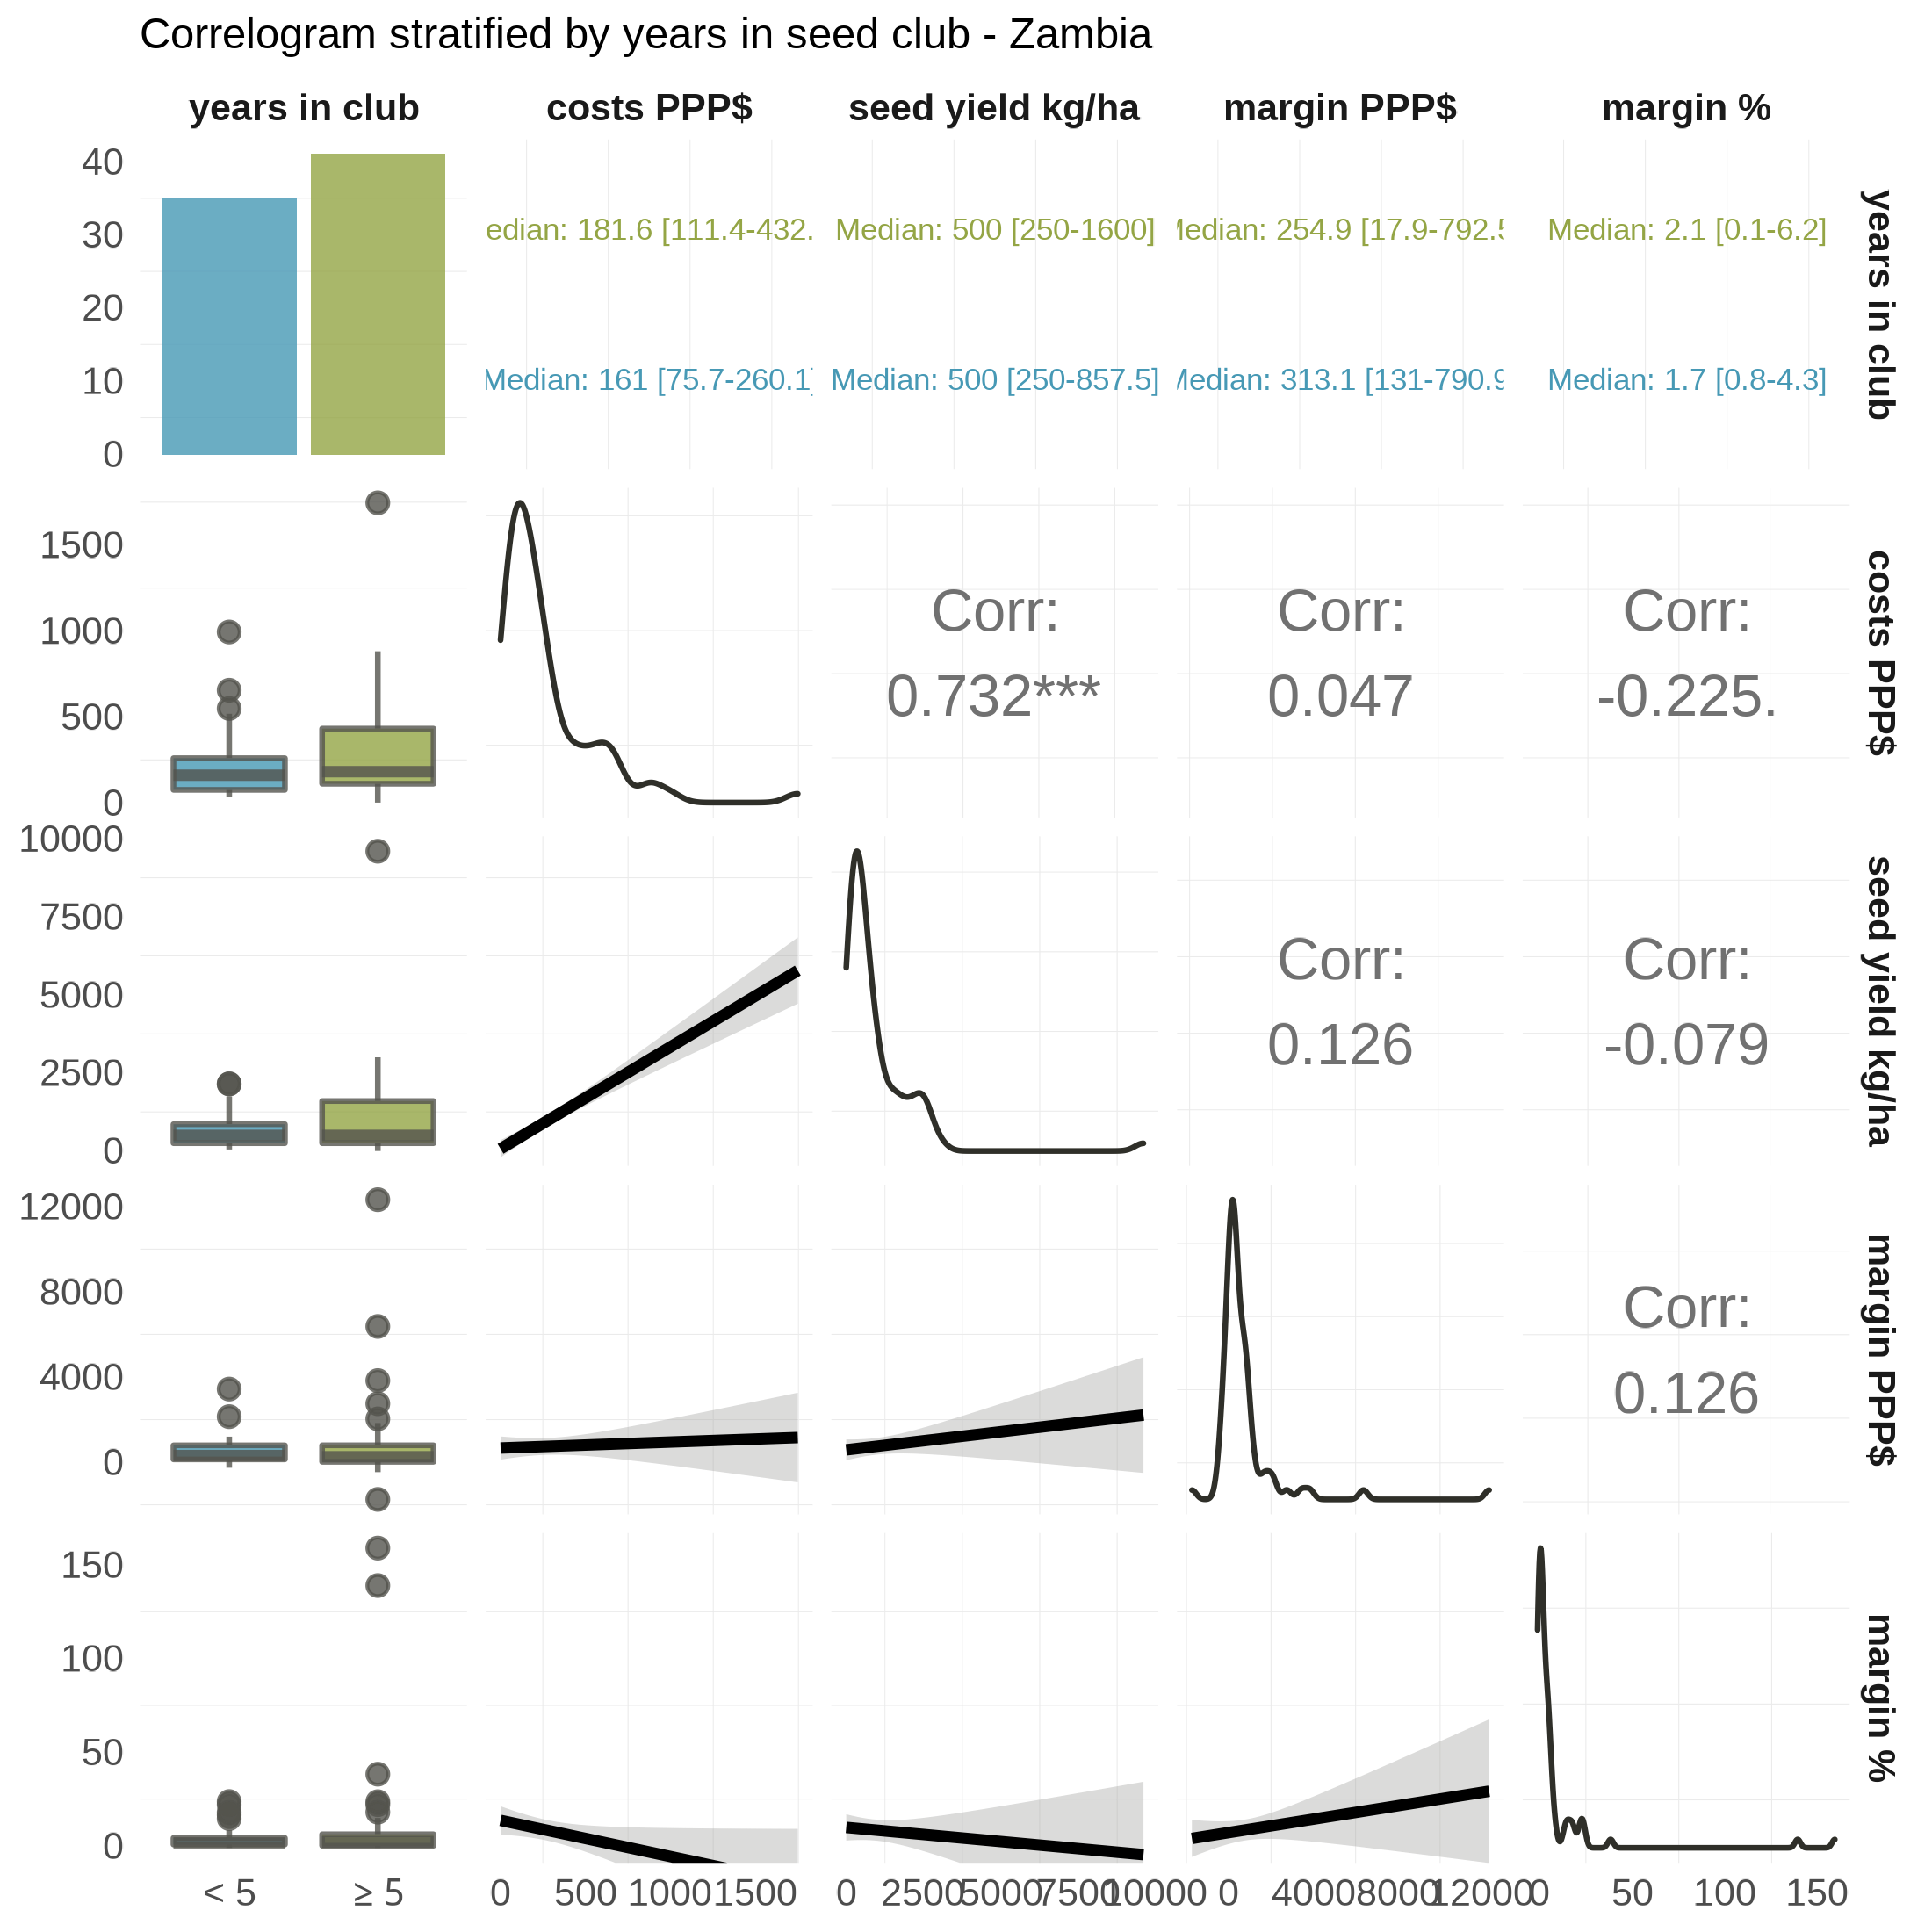 Correlogram stratified by years in seed club - Zambia
years in club costs PPP$ seed yield kg/ha margin PPP$ margin %
40
30
20
10
0
edian: 181.6 [111.4-432. Median: 500 [250-1600] Median: 254.9 [17.9-792.5 Median: 2.1 [0.1-6.2]
Median: 161 [75.7-260.1] Median: 500 [250-857.5] Median: 313.1 [131-790.9 Median: 1.7 [0.8-4.3]
years in club
1500
1000
500
0
Corr: Corr: Corr:
0.732*** 0.047 -0.225.
costs PPP$
10000
7500
5000
2500
0
Corr: Corr:
0.126 -0.079
seed yield kg/ha
12000
8000
4000
0
Corr:
0.126
margin PPP$
150
100
50
0
margin %
< 5 ≥ 5 0 500 1000 1500 0 2500 5000 7500 10000 0 4000 8000 12000 0 50 100 150